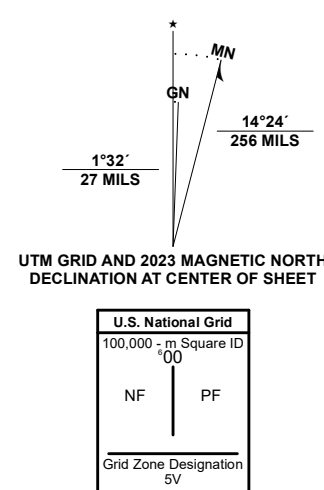 ★
MN
GN
14°24´
256 MILS
1°32´
27 MILS
UTM GRID AND 2023 MAGNETIC NORTH
DECLINATION AT CENTER OF SHEET
U.S. National Grid
100,000 - m Square ID
⁶00
NF PF
Grid Zone Designation
5V